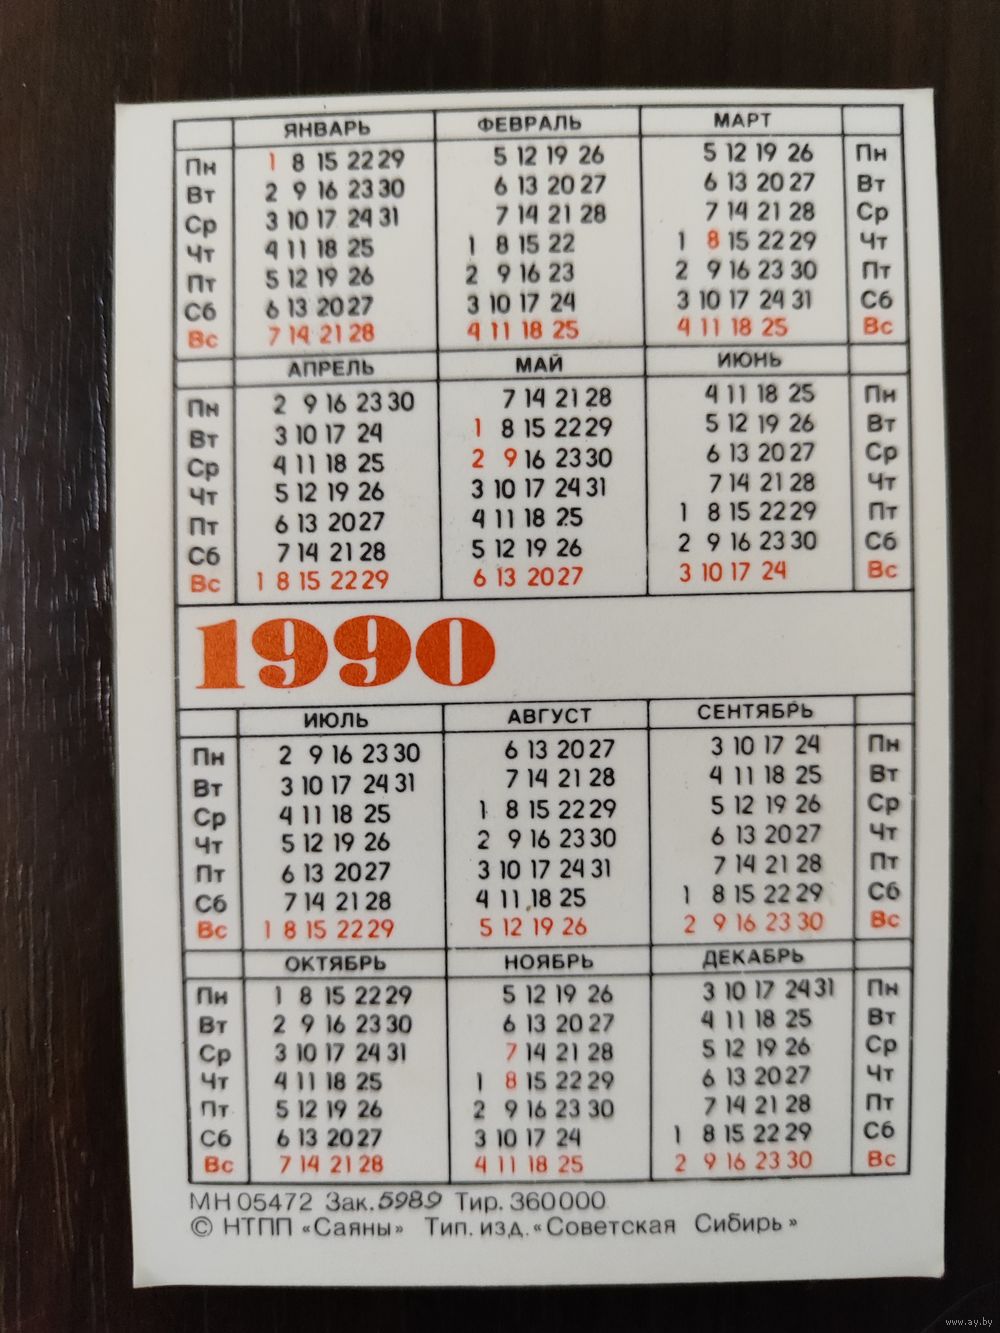 ЯНВАРЬ ФЕВРАЛЬ МАРТ
Пн 1 8 15 22 29 5 12 19 26 5 12 19 26 Пн
Вт 2 9 16 23 30 6 13 20 27 6 13 20 27 Вт
Ср 3 10 17 24 31 7 14 21 28 7 14 21 28 Ср
Чт 4 11 18 25 1 8 15 22 1 8 15 22 29 Чт
Пт 5 12 19 26 2 9 16 23 2 9 16 23 30 Пт
Сб 6 13 20 27 3 10 17 24 3 10 17 24 31 Сб
Вс 7 14 21 28 4 11 18 25 4 11 18 25 Вс
АПРЕЛЬ МАЙ ИЮНЬ
Пн 2 9 16 23 30 7 14 21 28 4 11 18 25 Пн
Вт 3 10 17 24 1 8 15 22 29 5 12 19 26 Вт
Ср 4 11 18 25 2 9 16 23 30 6 13 20 27 Ср
Чт 5 12 19 26 3 10 17 24 31 7 14 21 28 Чт
Пт 6 13 20 27 4 11 18 25 1 8 15 22 29 Пт
Сб 7 14 21 28 5 12 19 26 2 9 16 23 30 Сб
Вс 1 8 15 22 29 6 13 20 27 3 10 17 24 Вс
1990
ИЮЛЬ АВГУСТ СЕНТЯБРЬ
Пн 2 9 16 23 30 6 13 20 27 3 10 17 24 Пн
Вт 3 10 17 24 31 7 14 21 28 4 11 18 25 Вт
Ср 4 11 18 25 1 8 15 22 29 5 12 19 26 Ср
Чт 5 12 19 26 2 9 16 23 30 6 13 20 27 Чт
Пт 6 13 20 27 3 10 17 24 31 7 14 21 28 Пт
Сб 7 14 21 28 4 11 18 25 1 8 15 22 29 Сб
Вс 1 8 15 22 29 5 12 19 26 2 9 16 23 30 Вс
ОКТЯБРЬ НОЯБРЬ ДЕКАБРЬ
Пн 1 8 15 22 29 5 12 19 26 3 10 17 24 31 Пн
Вт 2 9 16 23 30 6 13 20 27 4 11 18 25 Вт
Ср 3 10 17 24 31 7 14 21 28 5 12 19 26 Ср
Чт 4 11 18 25 1 8 15 22 29 6 13 20 27 Чт
Пт 5 12 19 26 2 9 16 23 30 7 14 21 28 Пт
Сб 6 13 20 27 3 10 17 24 1 8 15 22 29 Сб
Вс 7 14 21 28 4 11 18 25 2 9 16 23 30 Вс
МН 05472 Зак. 5989 Тир. 360000
© НТПП «Саяны» Тип. изд. «Советская Сибирь»
www.ay.by